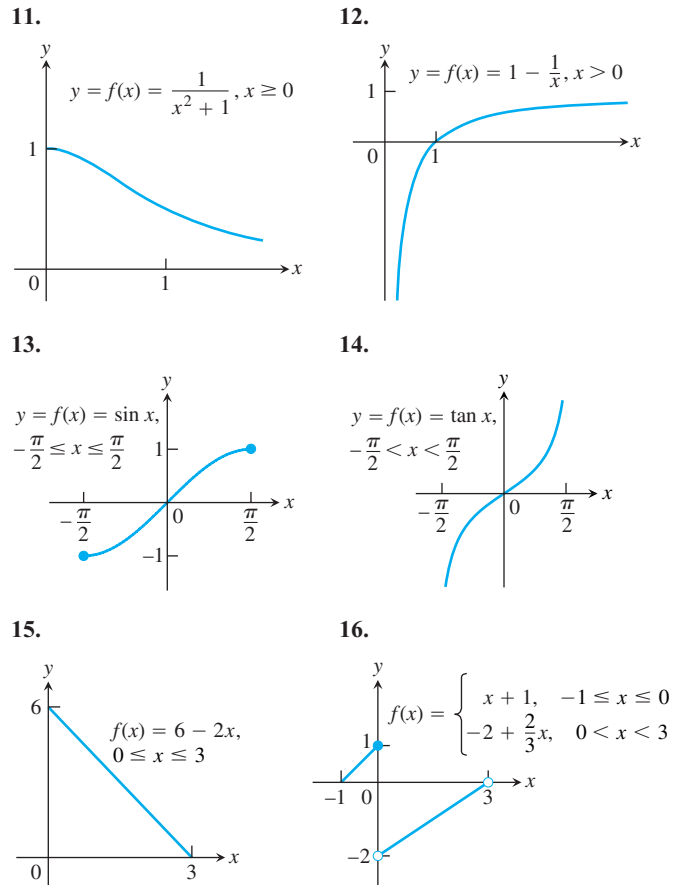 11.
y
y = f(x) = 1/(x² + 1), x ≥ 0
1
0
1
x
12.
y
y = f(x) = 1 − 1/x, x > 0
1
0
1
x
13.
y
y = f(x) = sin x,
−π/2 ≤ x ≤ π/2
1
x
−π/2
0
π/2
−1
14.
y
y = f(x) = tan x,
−π/2 < x < π/2
x
−π/2
0
π/2
15.
y
6
f(x) = 6 − 2x,
0 ≤ x ≤ 3
0
3
x
16.
y
f(x) = { x + 1, −1 ≤ x ≤ 0
−2 + 2/3 x, 0 < x < 3
1
x
−1
0
3
−2